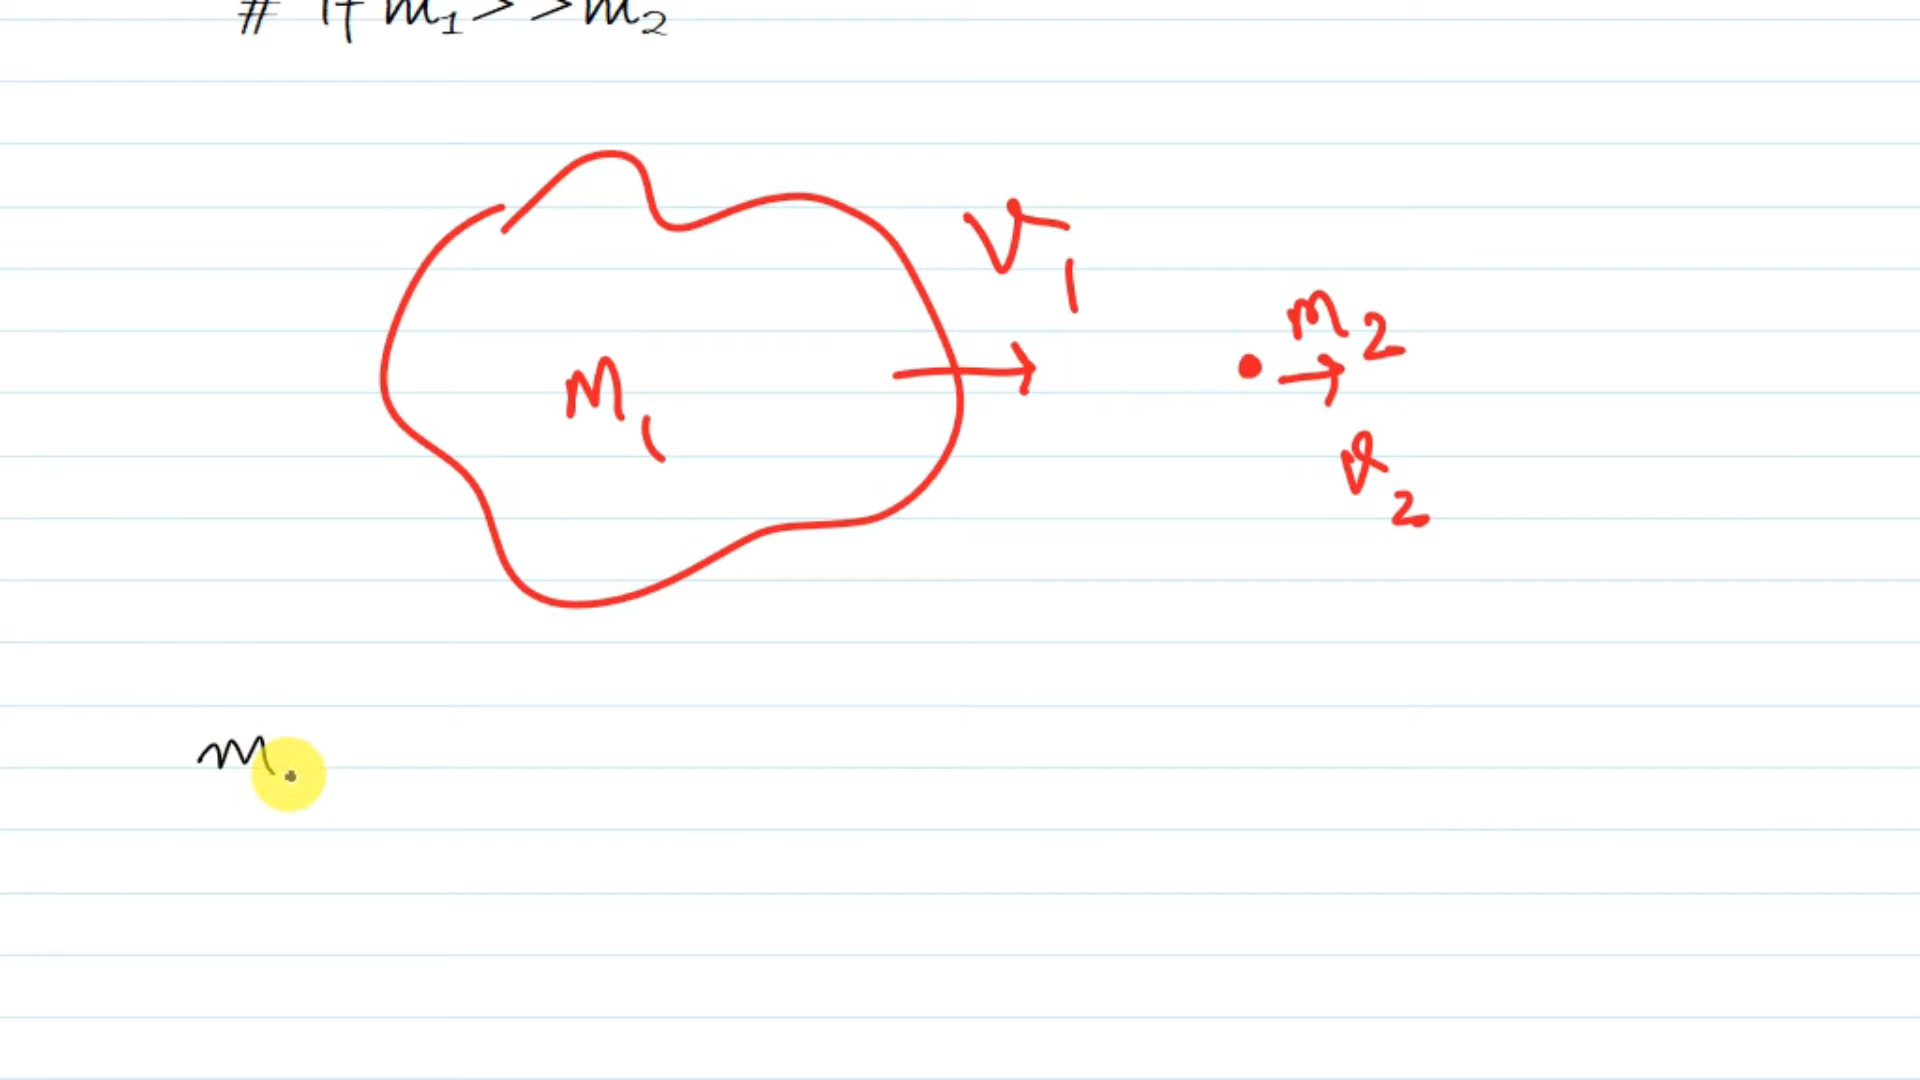 # If m₁>>m₂
v₁
m₂
m₁
v₂
m